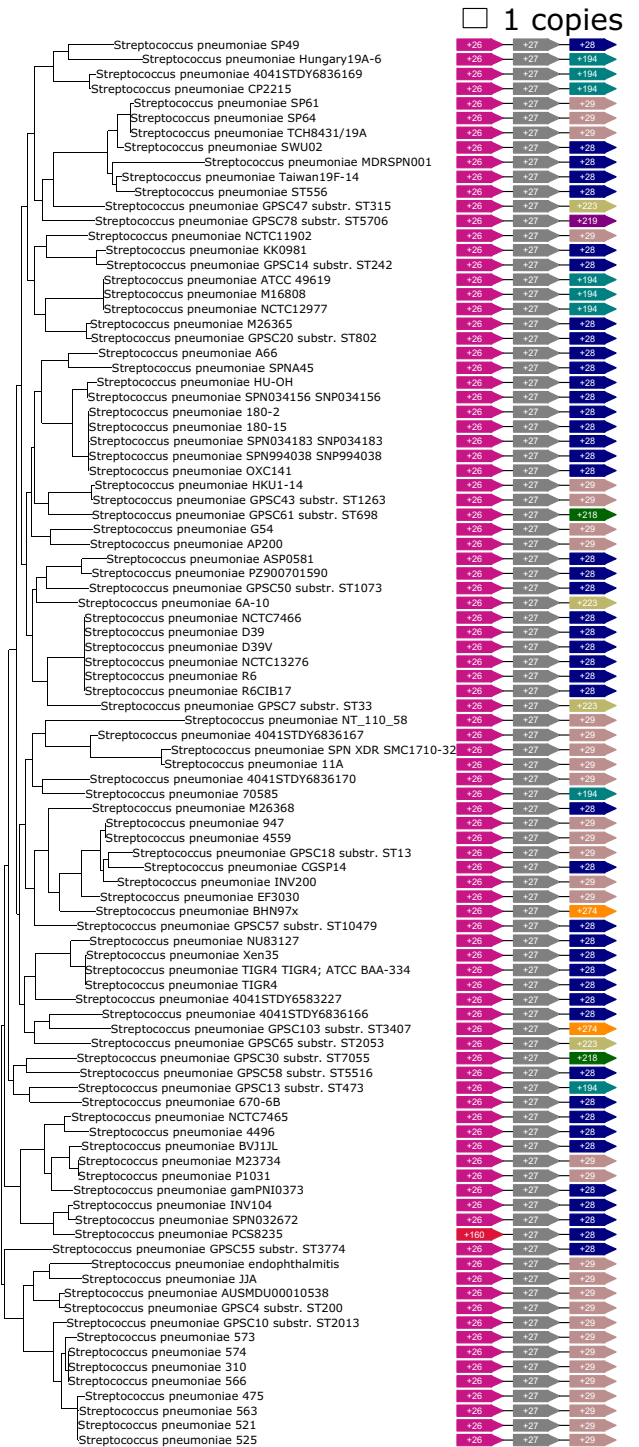 1 copies
Streptococcus pneumoniae SP49 +26 +27 +28
Streptococcus pneumoniae Hungary19A-6 +26 +27 +194
Streptococcus pneumoniae 4041STDY6836169 +26 +27 +194
Streptococcus pneumoniae CP2215 +26 +27 +194
Streptococcus pneumoniae SP61 +26 +27 +29
Streptococcus pneumoniae SP64 +26 +27 +29
Streptococcus pneumoniae TCH8431/19A +26 +27 +29
Streptococcus pneumoniae SWU02 +26 +27 +28
Streptococcus pneumoniae MDRSPN001 +26 +27 +28
Streptococcus pneumoniae Taiwan19F-14 +26 +27 +28
Streptococcus pneumoniae ST556 +26 +27 +28
Streptococcus pneumoniae GPSC47 substr. ST315 +26 +27 +223
Streptococcus pneumoniae GPSC78 substr. ST5706 +26 +27 +219
Streptococcus pneumoniae NCTC11902 +26 +27 +29
Streptococcus pneumoniae KK0981 +26 +27 +28
Streptococcus pneumoniae GPSC14 substr. ST242 +26 +27 +28
Streptococcus pneumoniae ATCC 49619 +26 +27 +194
Streptococcus pneumoniae M16808 +26 +27 +194
Streptococcus pneumoniae NCTC12977 +26 +27 +194
Streptococcus pneumoniae M26365 +26 +27 +28
Streptococcus pneumoniae GPSC20 substr. ST802 +26 +27 +28
Streptococcus pneumoniae A66 +26 +27 +28
Streptococcus pneumoniae SPNA45 +26 +27 +28
Streptococcus pneumoniae HU-OH +26 +27 +28
Streptococcus pneumoniae SPN034156 SNP034156 +26 +27 +28
Streptococcus pneumoniae 180-2 +26 +27 +28
Streptococcus pneumoniae 180-15 +26 +27 +28
Streptococcus pneumoniae SPN034183 SNP034183 +26 +27 +28
Streptococcus pneumoniae SPN994038 SNP994038 +26 +27 +28
Streptococcus pneumoniae OXC141 +26 +27 +28
Streptococcus pneumoniae HKU1-14 +26 +27 +29
Streptococcus pneumoniae GPSC43 substr. ST1263 +26 +27 +29
Streptococcus pneumoniae GPSC61 substr. ST698 +26 +27 +218
Streptococcus pneumoniae G54 +26 +27 +29
Streptococcus pneumoniae AP200 +26 +27 +29
Streptococcus pneumoniae ASP0581 +26 +27 +28
Streptococcus pneumoniae PZ900701590 +26 +27 +28
Streptococcus pneumoniae GPSC50 substr. ST1073 +26 +27 +28
Streptococcus pneumoniae 6A-10 +26 +27 +223
Streptococcus pneumoniae NCTC7466 +26 +27 +28
Streptococcus pneumoniae D39 +26 +27 +28
Streptococcus pneumoniae D39V +26 +27 +28
Streptococcus pneumoniae NCTC13276 +26 +27 +28
Streptococcus pneumoniae R6 +26 +27 +28
Streptococcus pneumoniae R6CIB17 +26 +27 +28
Streptococcus pneumoniae GPSC7 substr. ST33 +26 +27 +223
Streptococcus pneumoniae NT_110_58 +26 +27 +29
Streptococcus pneumoniae 4041STDY6836167 +26 +27 +29
Streptococcus pneumoniae SPN XDR SMC1710-32 +26 +27 +29
Streptococcus pneumoniae 11A +26 +27 +29
Streptococcus pneumoniae 4041STDY6836170 +26 +27 +29
Streptococcus pneumoniae 70585 +26 +27 +194
Streptococcus pneumoniae M26368 +26 +27 +28
Streptococcus pneumoniae 947 +26 +27 +29
Streptococcus pneumoniae 4559 +26 +27 +29
Streptococcus pneumoniae GPSC18 substr. ST13 +26 +27 +29
Streptococcus pneumoniae CGSP14 +26 +27 +28
Streptococcus pneumoniae INV200 +26 +27 +29
Streptococcus pneumoniae EF3030 +26 +27 +29
Streptococcus pneumoniae BHN97x +26 +27 +274
Streptococcus pneumoniae GPSC57 substr. ST10479 +26 +27 +28
Streptococcus pneumoniae NU83127 +26 +27 +28
Streptococcus pneumoniae Xen35 +26 +27 +28
Streptococcus pneumoniae TIGR4 TIGR4; ATCC BAA-334 +26 +27 +28
Streptococcus pneumoniae TIGR4 +26 +27 +28
Streptococcus pneumoniae 4041STDY6583227 +26 +27 +28
Streptococcus pneumoniae 4041STDY6836166 +26 +27 +28
Streptococcus pneumoniae GPSC103 substr. ST3407 +26 +27 +274
Streptococcus pneumoniae GPSC65 substr. ST2053 +26 +27 +223
Streptococcus pneumoniae GPSC30 substr. ST7055 +26 +27 +218
Streptococcus pneumoniae GPSC58 substr. ST5516 +26 +27 +28
Streptococcus pneumoniae GPSC13 substr. ST473 +26 +27 +194
Streptococcus pneumoniae 670-6B +26 +27 +28
Streptococcus pneumoniae NCTC7465 +26 +27 +28
Streptococcus pneumoniae 4496 +26 +27 +28
Streptococcus pneumoniae BVJ1JL +26 +27 +28
Streptococcus pneumoniae M23734 +26 +27 +29
Streptococcus pneumoniae P1031 +26 +27 +29
Streptococcus pneumoniae gamPNI0373 +26 +27 +28
Streptococcus pneumoniae INV104 +26 +27 +28
Streptococcus pneumoniae SPN032672 +26 +27 +28
Streptococcus pneumoniae PCS8235 +160 +27 +28
Streptococcus pneumoniae GPSC55 substr. ST3774 +26 +27 +28
Streptococcus pneumoniae endophthalmitis +26 +27 +29
Streptococcus pneumoniae JJA +26 +27 +29
Streptococcus pneumoniae AUSMDU00010538 +26 +27 +29
Streptococcus pneumoniae GPSC4 substr. ST200 +26 +27 +29
Streptococcus pneumoniae GPSC10 substr. ST2013 +26 +27 +29
Streptococcus pneumoniae 573 +26 +27 +29
Streptococcus pneumoniae 574 +26 +27 +29
Streptococcus pneumoniae 310 +26 +27 +29
Streptococcus pneumoniae 566 +26 +27 +29
Streptococcus pneumoniae 475 +26 +27 +29
Streptococcus pneumoniae 563 +26 +27 +29
Streptococcus pneumoniae 521 +26 +27 +29
Streptococcus pneumoniae 525 +26 +27 +29